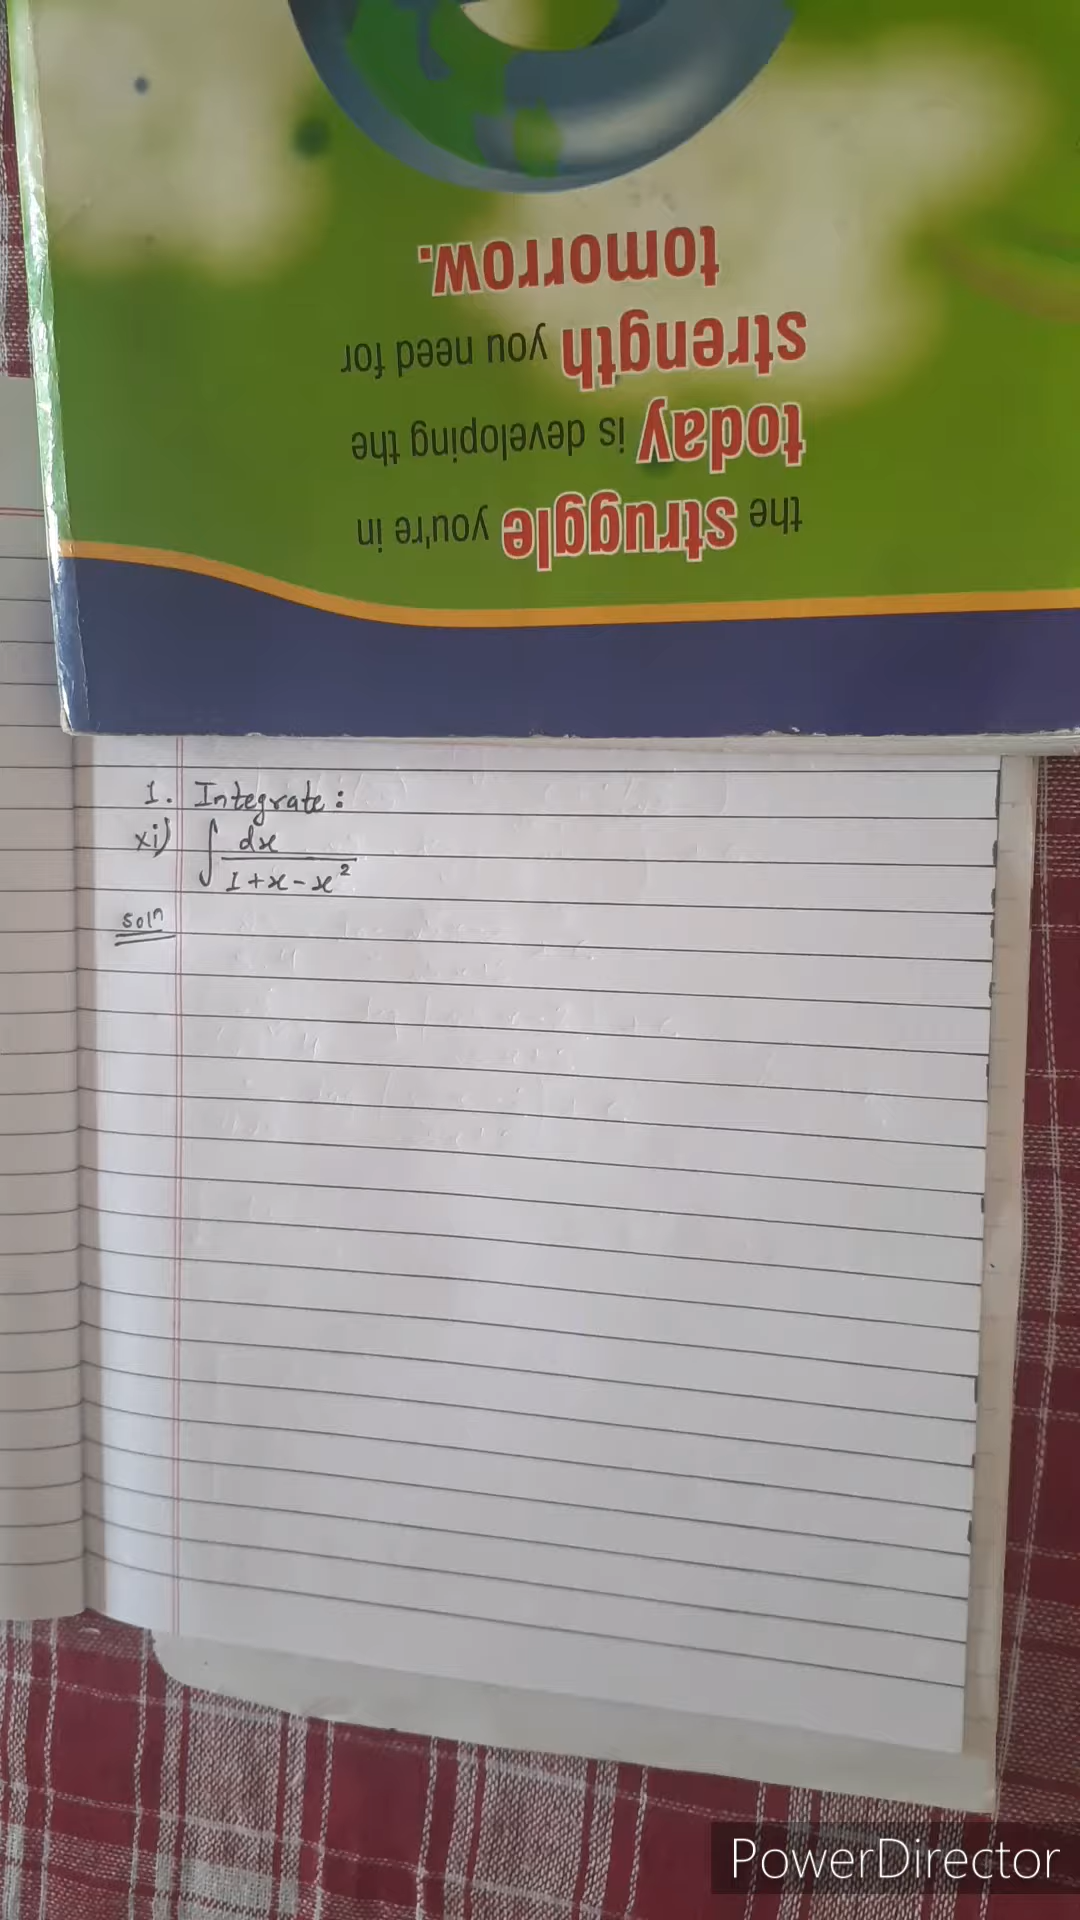 the struggle you're in
today is developing the
strength you need for
tomorrow.
1. Integrate:
xi) ∫ dx / 1+x-x²
soln
PowerDirector